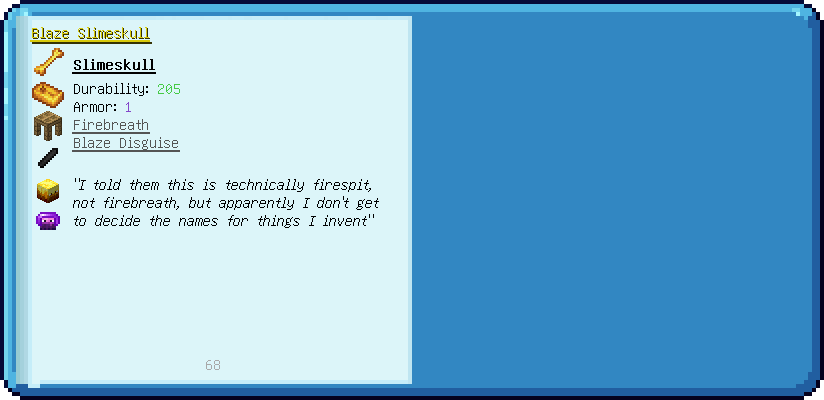 Blaze Slimeskull
Slimeskull
Durability: 205
Armor: 1
Firebreath
Blaze Disguise
"I told them this is technically firespit,
not firebreath, but apparently I don't get
to decide the names for things I invent"
68